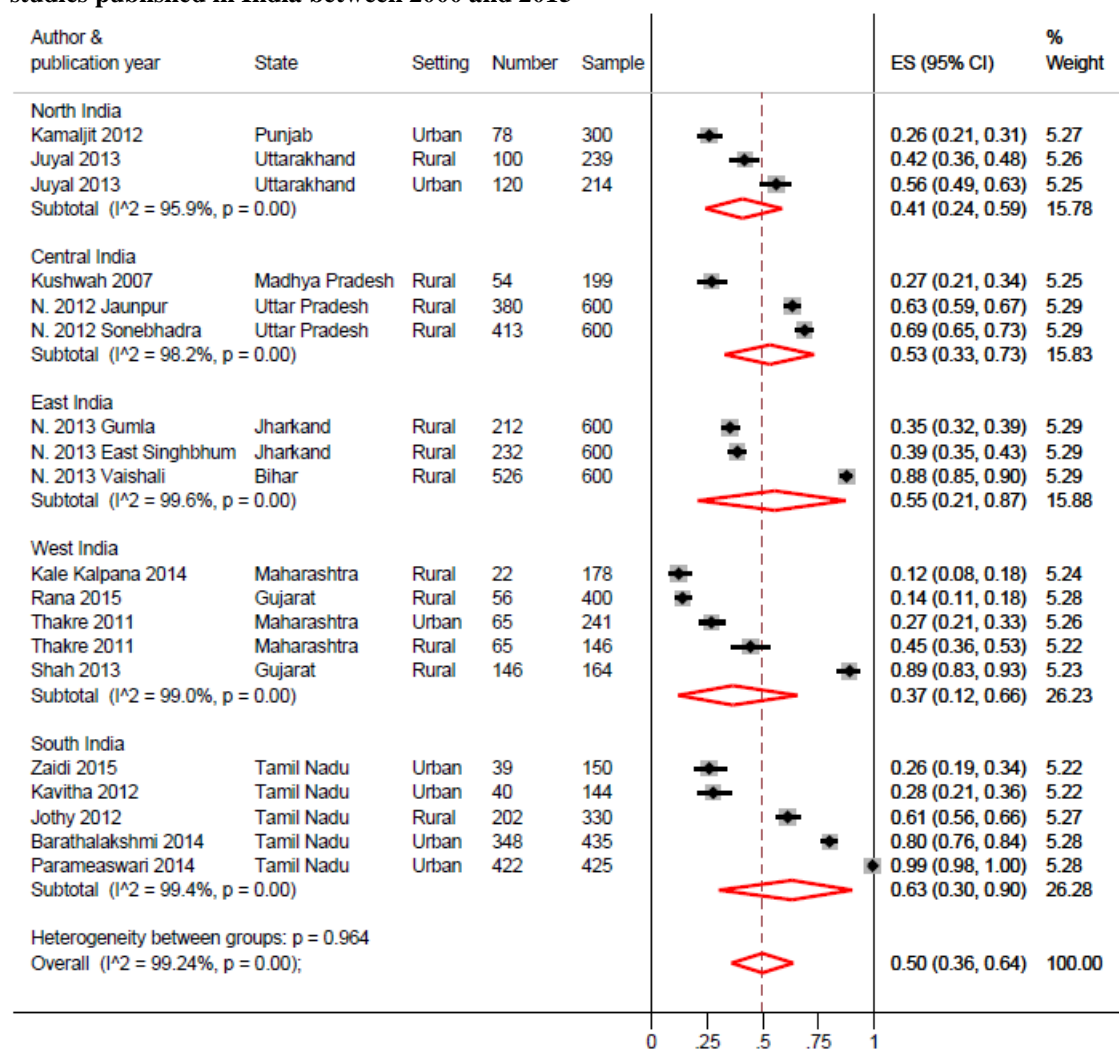 studies published in India between 2000 and 2015
Author & %
publication year State Setting Number Sample ES (95% CI) Weight
North India
Kamaljit 2012 Punjab Urban 78 300 0.26 (0.21, 0.31) 5.27
Juyal 2013 Uttarakhand Rural 100 239 0.42 (0.36, 0.48) 5.26
Juyal 2013 Uttarakhand Urban 120 214 0.56 (0.49, 0.63) 5.25
Subtotal (I^2 = 95.9%, p = 0.00) 0.41 (0.24, 0.59) 15.78
Central India
Kushwah 2007 Madhya Pradesh Rural 54 199 0.27 (0.21, 0.34) 5.25
N. 2012 Jaunpur Uttar Pradesh Rural 380 600 0.63 (0.59, 0.67) 5.29
N. 2012 Sonebhadra Uttar Pradesh Rural 413 600 0.69 (0.65, 0.73) 5.29
Subtotal (I^2 = 98.2%, p = 0.00) 0.53 (0.33, 0.73) 15.83
East India
N. 2013 Gumla Jharkand Rural 212 600 0.35 (0.32, 0.39) 5.29
N. 2013 East Singhbhum Jharkand Rural 232 600 0.39 (0.35, 0.43) 5.29
N. 2013 Vaishali Bihar Rural 526 600 0.88 (0.85, 0.90) 5.29
Subtotal (I^2 = 99.6%, p = 0.00) 0.55 (0.21, 0.87) 15.88
West India
Kale Kalpana 2014 Maharashtra Rural 22 178 0.12 (0.08, 0.18) 5.24
Rana 2015 Gujarat Rural 56 400 0.14 (0.11, 0.18) 5.28
Thakre 2011 Maharashtra Urban 65 241 0.27 (0.21, 0.33) 5.26
Thakre 2011 Maharashtra Rural 65 146 0.45 (0.36, 0.53) 5.22
Shah 2013 Gujarat Rural 146 164 0.89 (0.83, 0.93) 5.23
Subtotal (I^2 = 99.0%, p = 0.00) 0.37 (0.12, 0.66) 26.23
South India
Zaidi 2015 Tamil Nadu Urban 39 150 0.26 (0.19, 0.34) 5.22
Kavitha 2012 Tamil Nadu Urban 40 144 0.28 (0.21, 0.36) 5.22
Jothy 2012 Tamil Nadu Rural 202 330 0.61 (0.56, 0.66) 5.27
Barathalakshmi 2014 Tamil Nadu Urban 348 435 0.80 (0.76, 0.84) 5.28
Parameaswari 2014 Tamil Nadu Urban 422 425 0.99 (0.98, 1.00) 5.28
Subtotal (I^2 = 99.4%, p = 0.00) 0.63 (0.30, 0.90) 26.28
Heterogeneity between groups: p = 0.964
Overall (I^2 = 99.24%, p = 0.00); 0.50 (0.36, 0.64) 100.00
0 .25 .5 .75 1